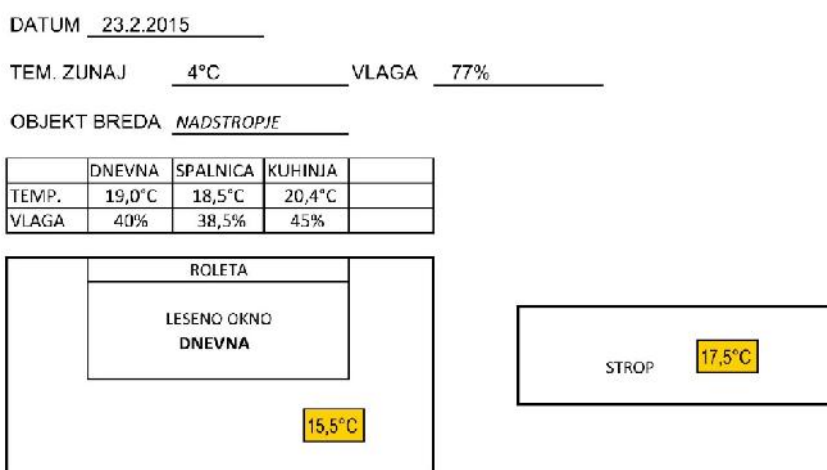 DATUM 23.2.2015
TEM. ZUNAJ 4°C VLAGA 77%
OBJEKT BREDA NADSTROPJE
DNEVNA SPALNICA KUHINJA
TEMP. 19,0°C 18,5°C 20,4°C
VLAGA 40% 38,5% 45%
ROLETA
LESENO OKNO
DNEVNA
15,5°C
STROP 17,5°C